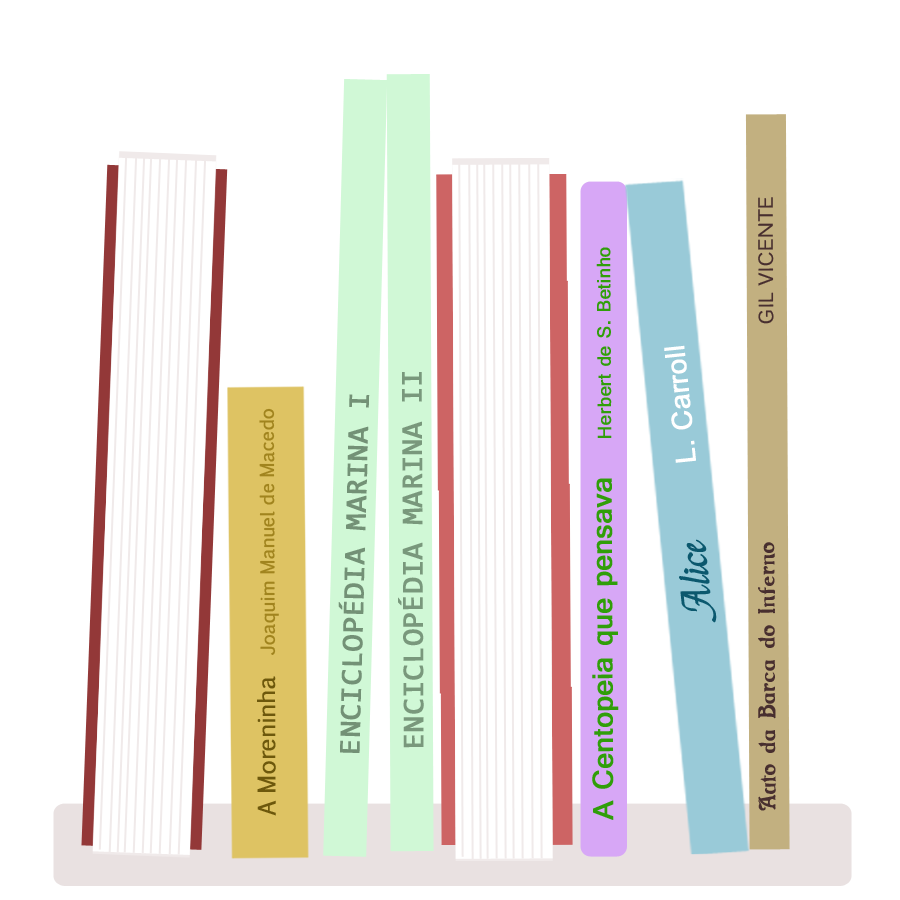 A Moreninha Joaquim Manuel de Macedo
ENCICLOPÉDIA MARINA I
ENCICLOPÉDIA MARINA II
A Centopeia que pensava Herbert de S. Betinho
Alice L. Carroll
Auto da Barca do Inferno GIL VICENTE